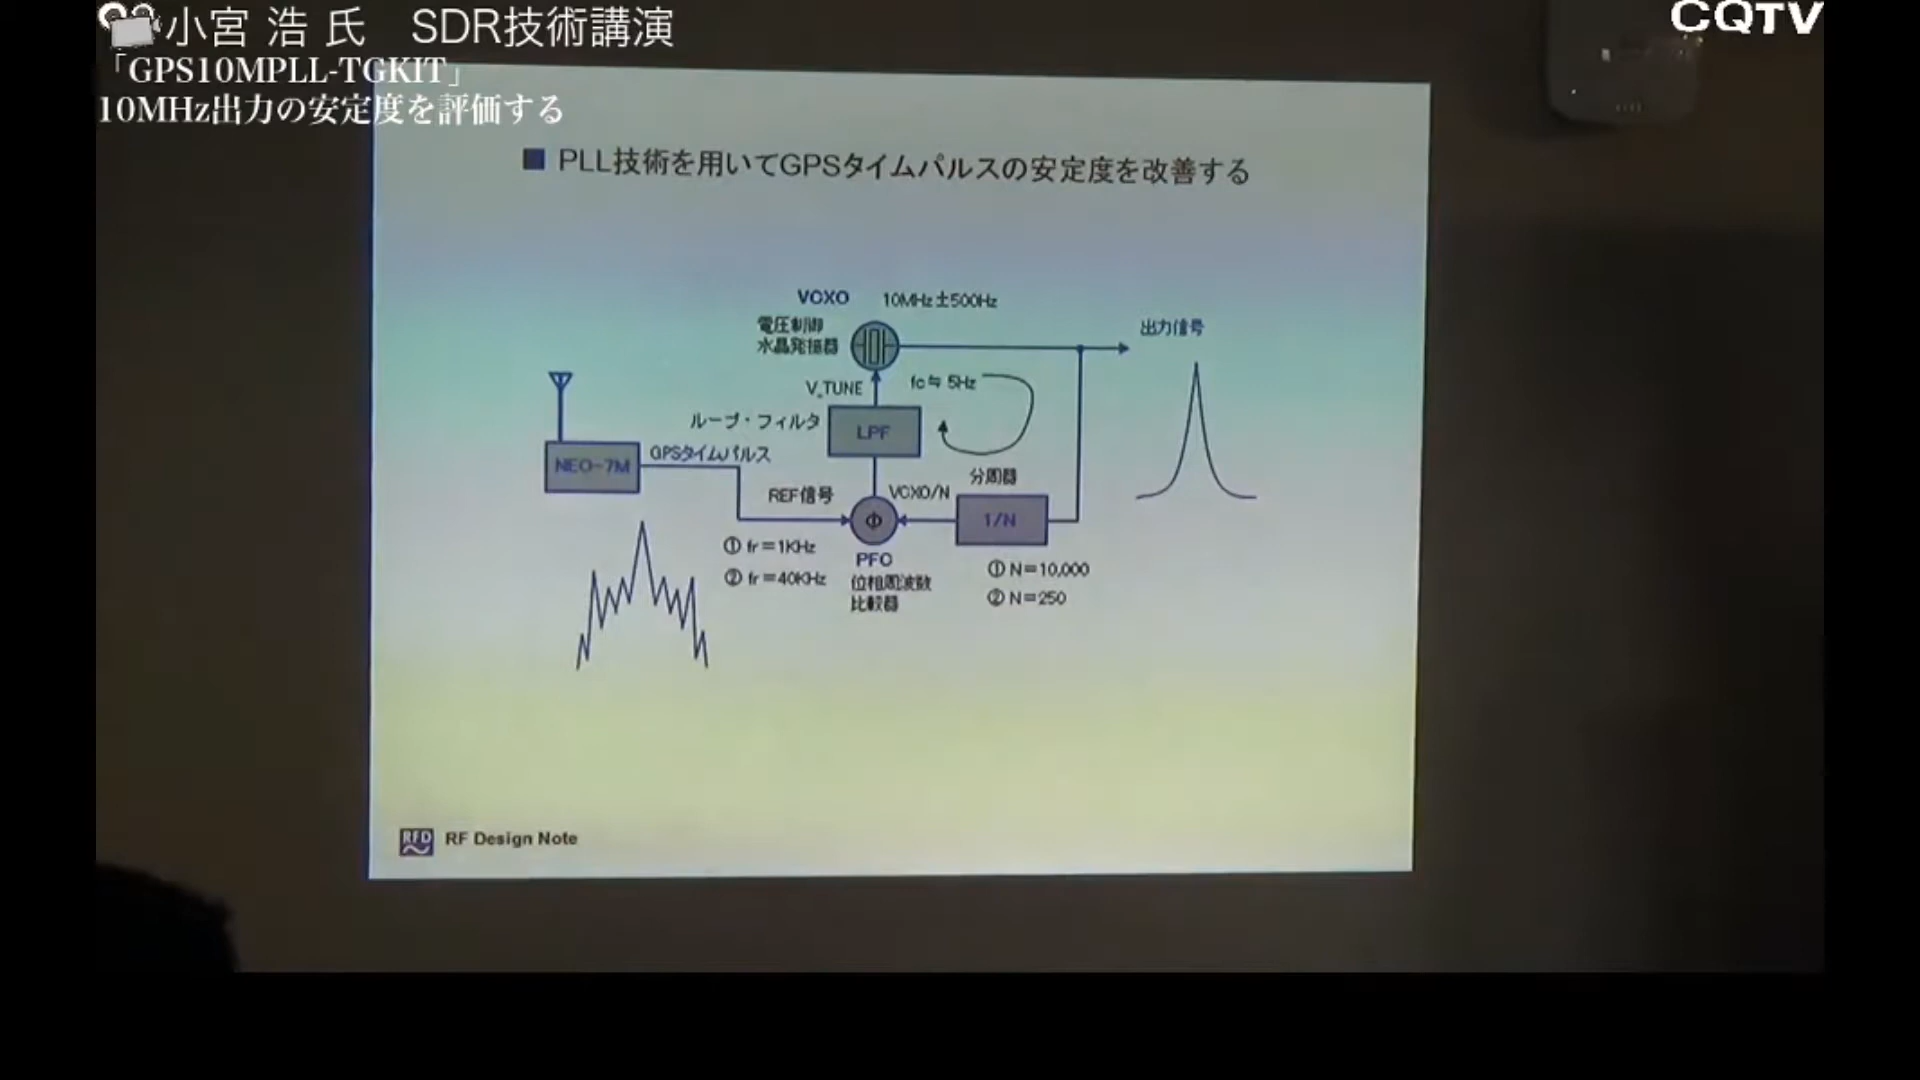 小宮 浩 氏　SDR技術講演
CQTV
「GPS10MPLL-TGKIT」
10MHz出力の安定度を評価する
■ PLL技術を用いてGPSタイムパルスの安定度を改善する
VCXO 10MHz±500Hz
電圧制御
水晶発振器
出力信号
V_TUNE
fc≒5Hz
ループ・フィルタ
LPF
GPSタイムパルス
NEO-7M
分周器
REF信号
VCXO/N
Φ
1/N
① fr=1KHz
② fr=40KHz
PFC
位相周波数
比較器
① N=10,000
② N=250
RFD
RF Design Note